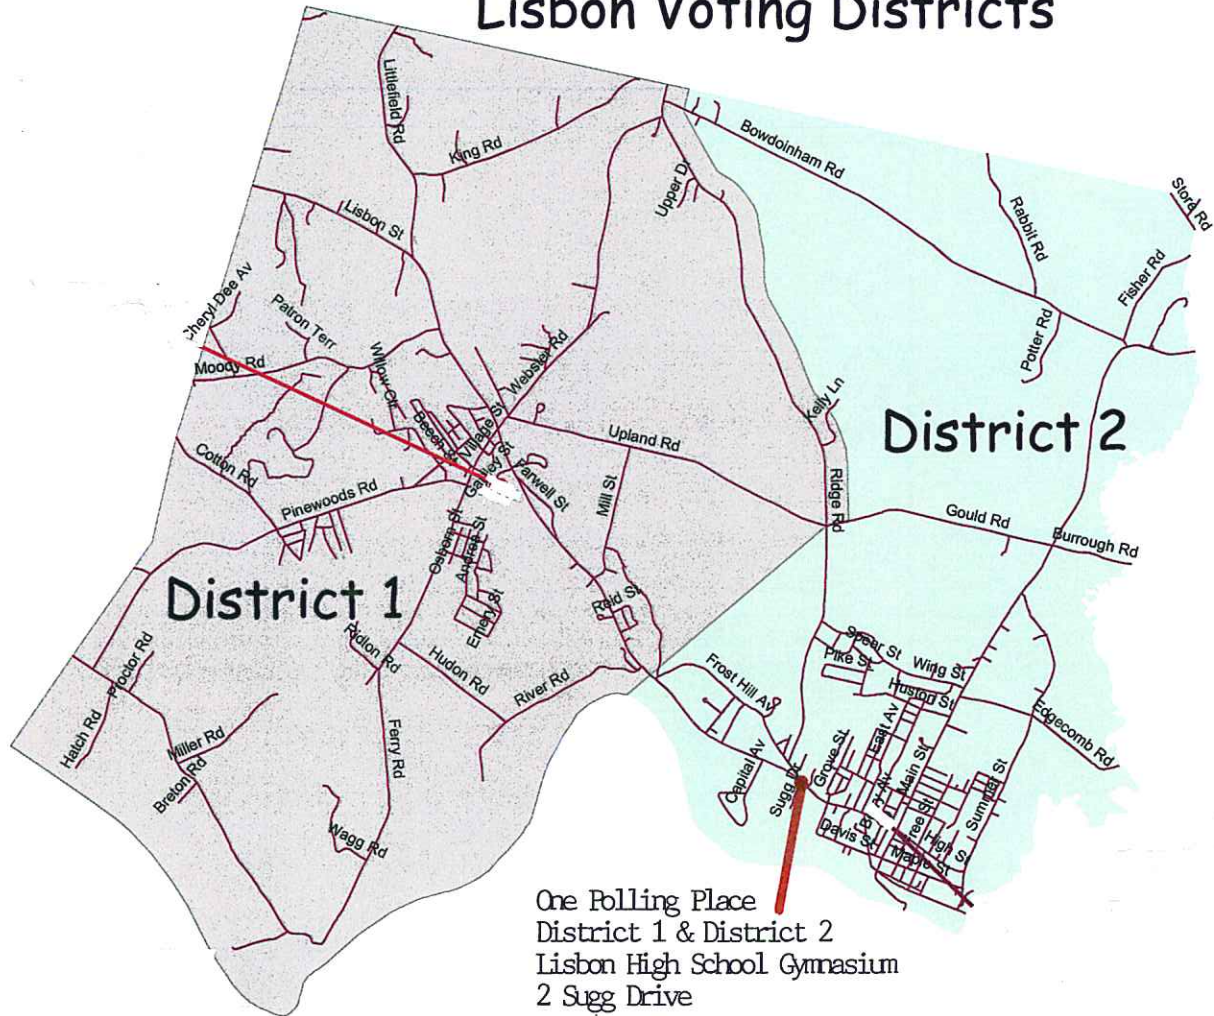 Lisbon Voting Districts
Littlefield Rd
King Rd
Bowdoinham Rd
Upper Dr
Rabbit Rd
Store Rd
Lisbon St
Fisher Rd
Cheryl Dee Av
Patron Terr
Potter Rd
Moody Rd
Willow Cir
Webster Rd
Kelly Ln
Beech St
Village St
Upland Rd
District 2
Cotton Rd
Gartley St
Farwell St
Mill St
Ridge Rd
Pinewoods Rd
Gould Rd
Burrough Rd
Osborn St
Andrea St
District 1
Reid St
Emery St
Ridlon Rd
Spear St
Pike St
Wing St
Proctor Rd
Hudon Rd
River Rd
Frost Hill Av
Huston St
Hatch Rd
Miller Rd
Ferry Rd
East Av
Edgecomb Rd
Breton Rd
Capital Av
Sugg Dr
Grove St
Main St
Summer St
Wagg Rd
Davis St
High St
Maple St
One Polling Place
District 1 & District 2
Lisbon High School Gymnasium
2 Sugg Drive